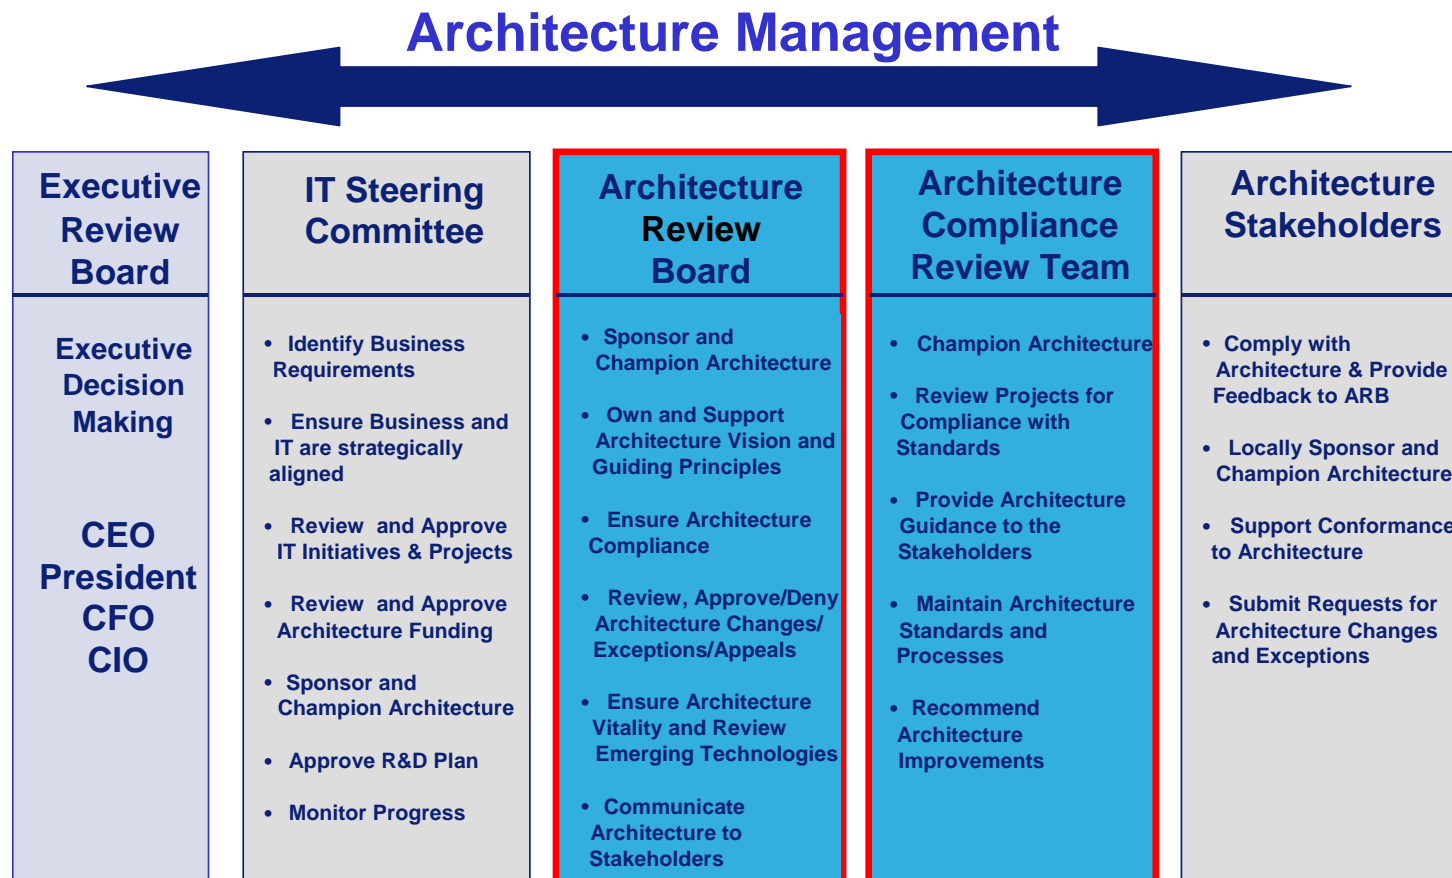 Architecture Management
Executive
Review
Board
Executive
Decision
Making
CEO
President
CFO
CIO
IT Steering
Committee
• Identify Business
Requirements
• Ensure Business and
IT are strategically
aligned
• Review and Approve
IT Initiatives & Projects
• Review and Approve
Architecture Funding
• Sponsor and
Champion Architecture
• Approve R&D Plan
• Monitor Progress
Architecture
Review
Board
• Sponsor and
Champion Architecture
• Own and Support
Architecture Vision and
Guiding Principles
• Ensure Architecture
Compliance
• Review, Approve/Deny
Architecture Changes/
Exceptions/Appeals
• Ensure Architecture
Vitality and Review
Emerging Technologies
• Communicate
Architecture to
Stakeholders
Architecture
Compliance
Review Team
• Champion Architecture
• Review Projects for
Compliance with
Standards
• Provide Architecture
Guidance to the
Stakeholders
• Maintain Architecture
Standards and
Processes
• Recommend
Architecture
Improvements
Architecture
Stakeholders
• Comply with
Architecture & Provide
Feedback to ARB
• Locally Sponsor and
Champion Architecture
• Support Conformance
to Architecture
• Submit Requests for
Architecture Changes
and Exceptions